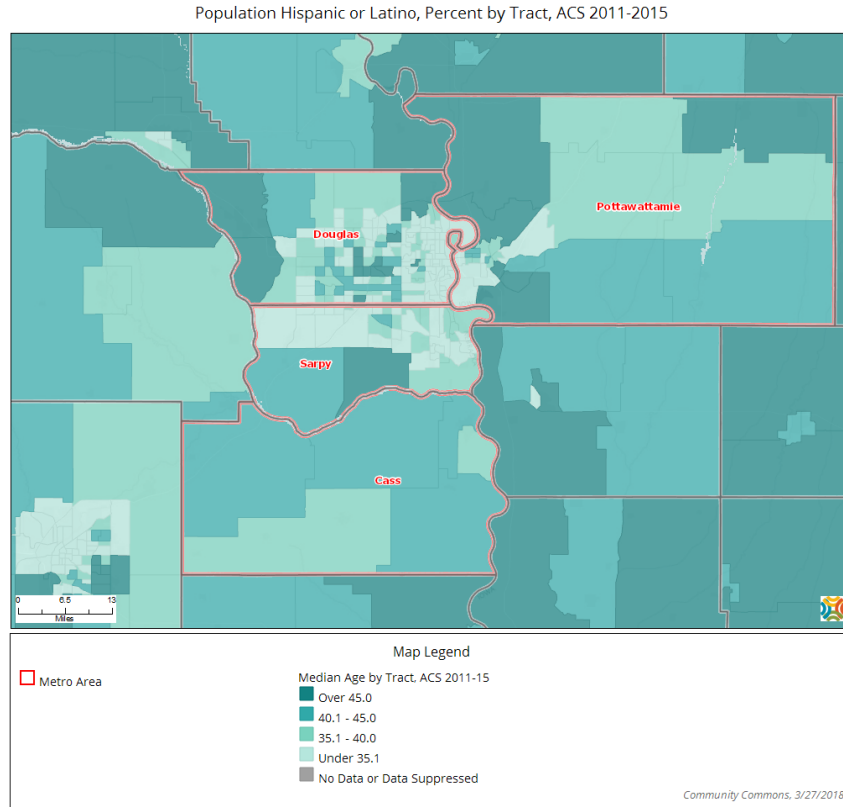 Population Hispanic or Latino, Percent by Tract, ACS 2011-2015
Pottawattamie
Douglas
Sarpy
Cass
0 6.5 13
Miles
Map Legend
Metro Area
Median Age by Tract, ACS 2011-15
Over 45.0
40.1 - 45.0
35.1 - 40.0
Under 35.1
No Data or Data Suppressed
Community Commons, 3/27/2018